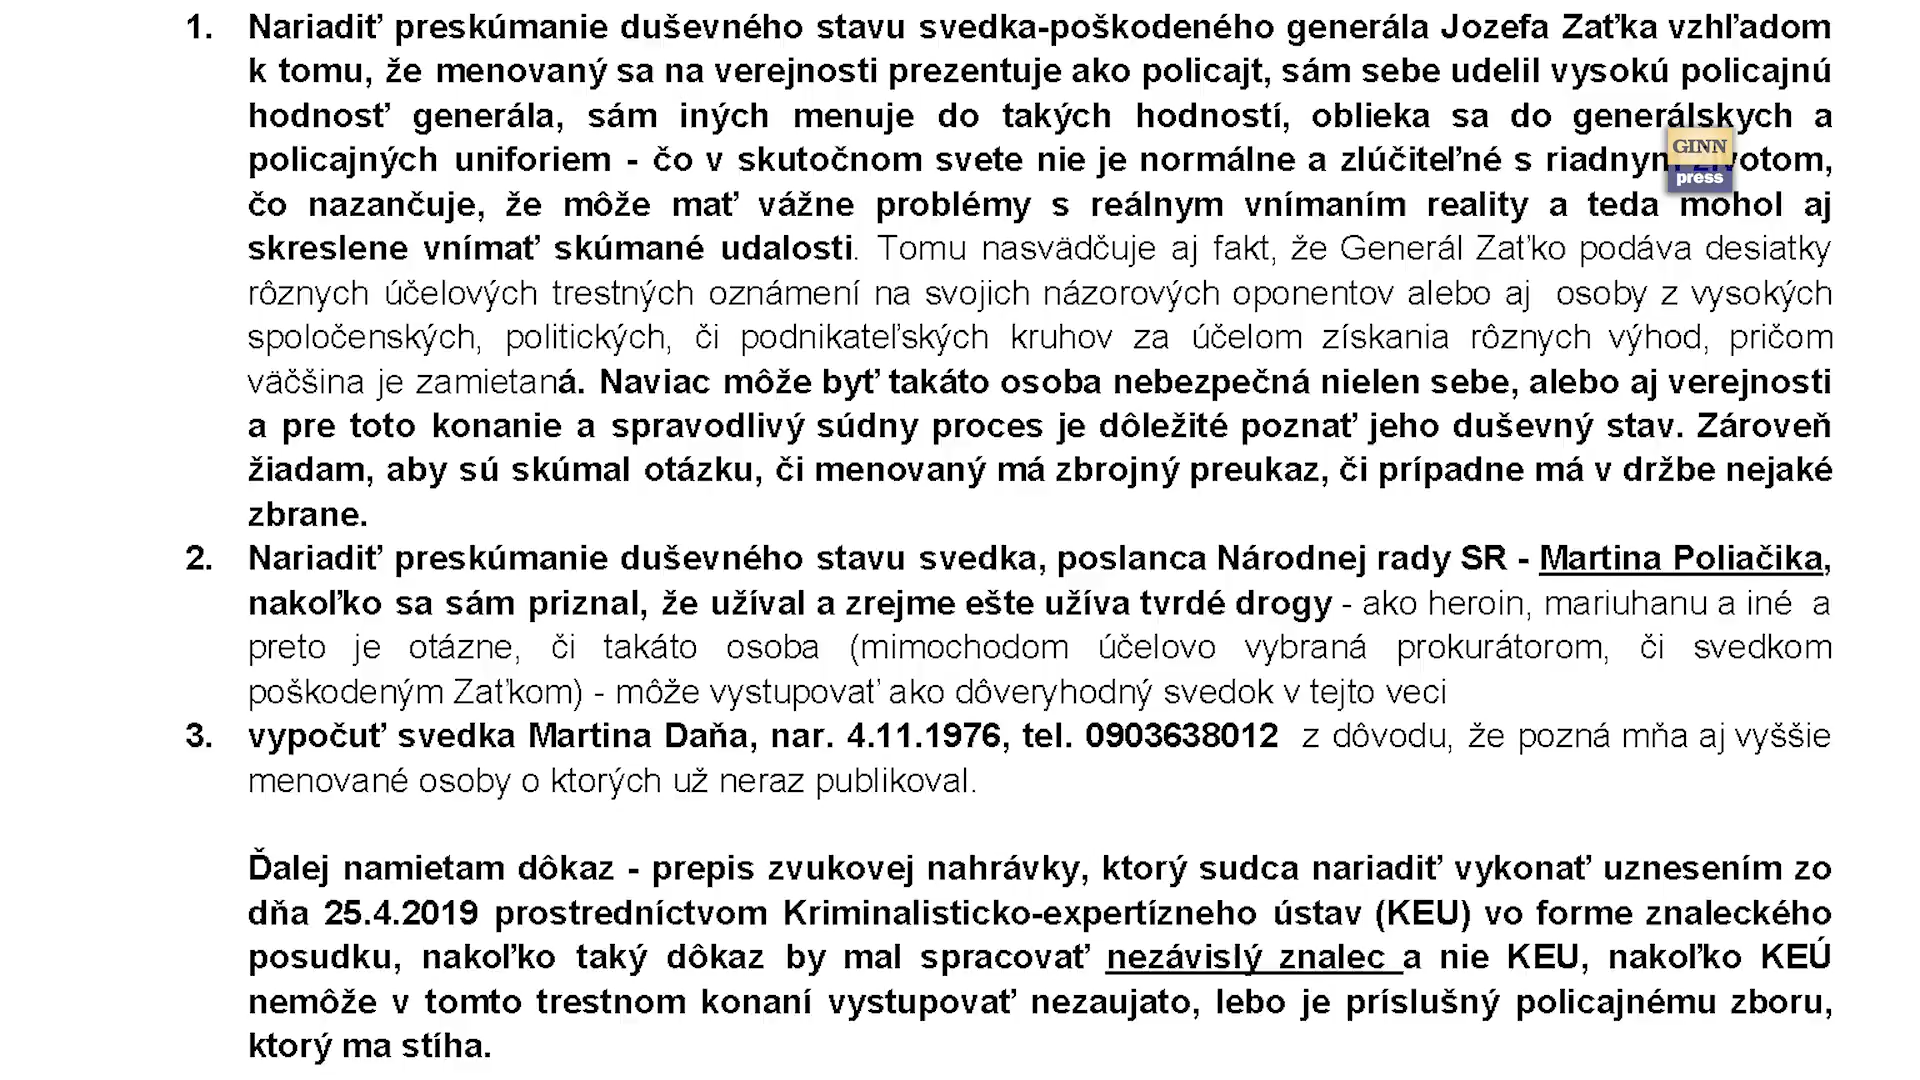 1. Nariadiť preskúmanie duševného stavu svedka-poškodeného generála Jozefa Zaťka vzhľadom
k tomu, že menovaný sa na verejnosti prezentuje ako policajt, sám sebe udelil vysokú policajnú
hodnosť generála, sám iných menuje do takých hodností, oblieka sa do generálskych a
policajných uniforiem - čo v skutočnom svete nie je normálne a zlúčiteľné s riadnym životom,
GINN
press
čo nazančuje, že môže mať vážne problémy s reálnym vnímaním reality a teda mohol aj
skreslene vnímať skúmané udalosti. Tomu nasvädčuje aj fakt, že Generál Zaťko podáva desiatky
rôznych účelových trestných oznámení na svojich názorových oponentov alebo aj  osoby z vysokých
spoločenských, politických, či podnikateľských kruhov za účelom získania rôznych výhod, pričom
väčšina je zamietaná. Naviac môže byť takáto osoba nebezpečná nielen sebe, alebo aj verejnosti
a pre toto konanie a spravodlivý súdny proces je dôležité poznať jeho duševný stav. Zároveň
žiadam, aby sú skúmal otázku, či menovaný má zbrojný preukaz, či prípadne má v držbe nejaké
zbrane.
2. Nariadiť preskúmanie duševného stavu svedka, poslanca Národnej rady SR - Martina Poliačika,
nakoľko sa sám priznal, že užíval a zrejme ešte užíva tvrdé drogy - ako heroin, mariuhanu a iné  a
preto je otázne, či takáto osoba (mimochodom účelovo vybraná prokurátorom, či svedkom
poškodeným Zaťkom) - môže vystupovať ako dôveryhodný svedok v tejto veci
3. vypočuť svedka Martina Daňa, nar. 4.11.1976, tel. 0903638012  z dôvodu, že pozná mňa aj vyššie
menované osoby o ktorých už neraz publikoval.
Ďalej namietam dôkaz - prepis zvukovej nahrávky, ktorý sudca nariadiť vykonať uznesením zo
dňa 25.4.2019 prostredníctvom Kriminalisticko-expertízneho ústav (KEU) vo forme znaleckého
posudku, nakoľko taký dôkaz by mal spracovať nezávislý znalec a nie KEU, nakoľko KEÚ
nemôže v tomto trestnom konaní vystupovať nezaujato, lebo je príslušný policajnému zboru,
ktorý ma stíha.